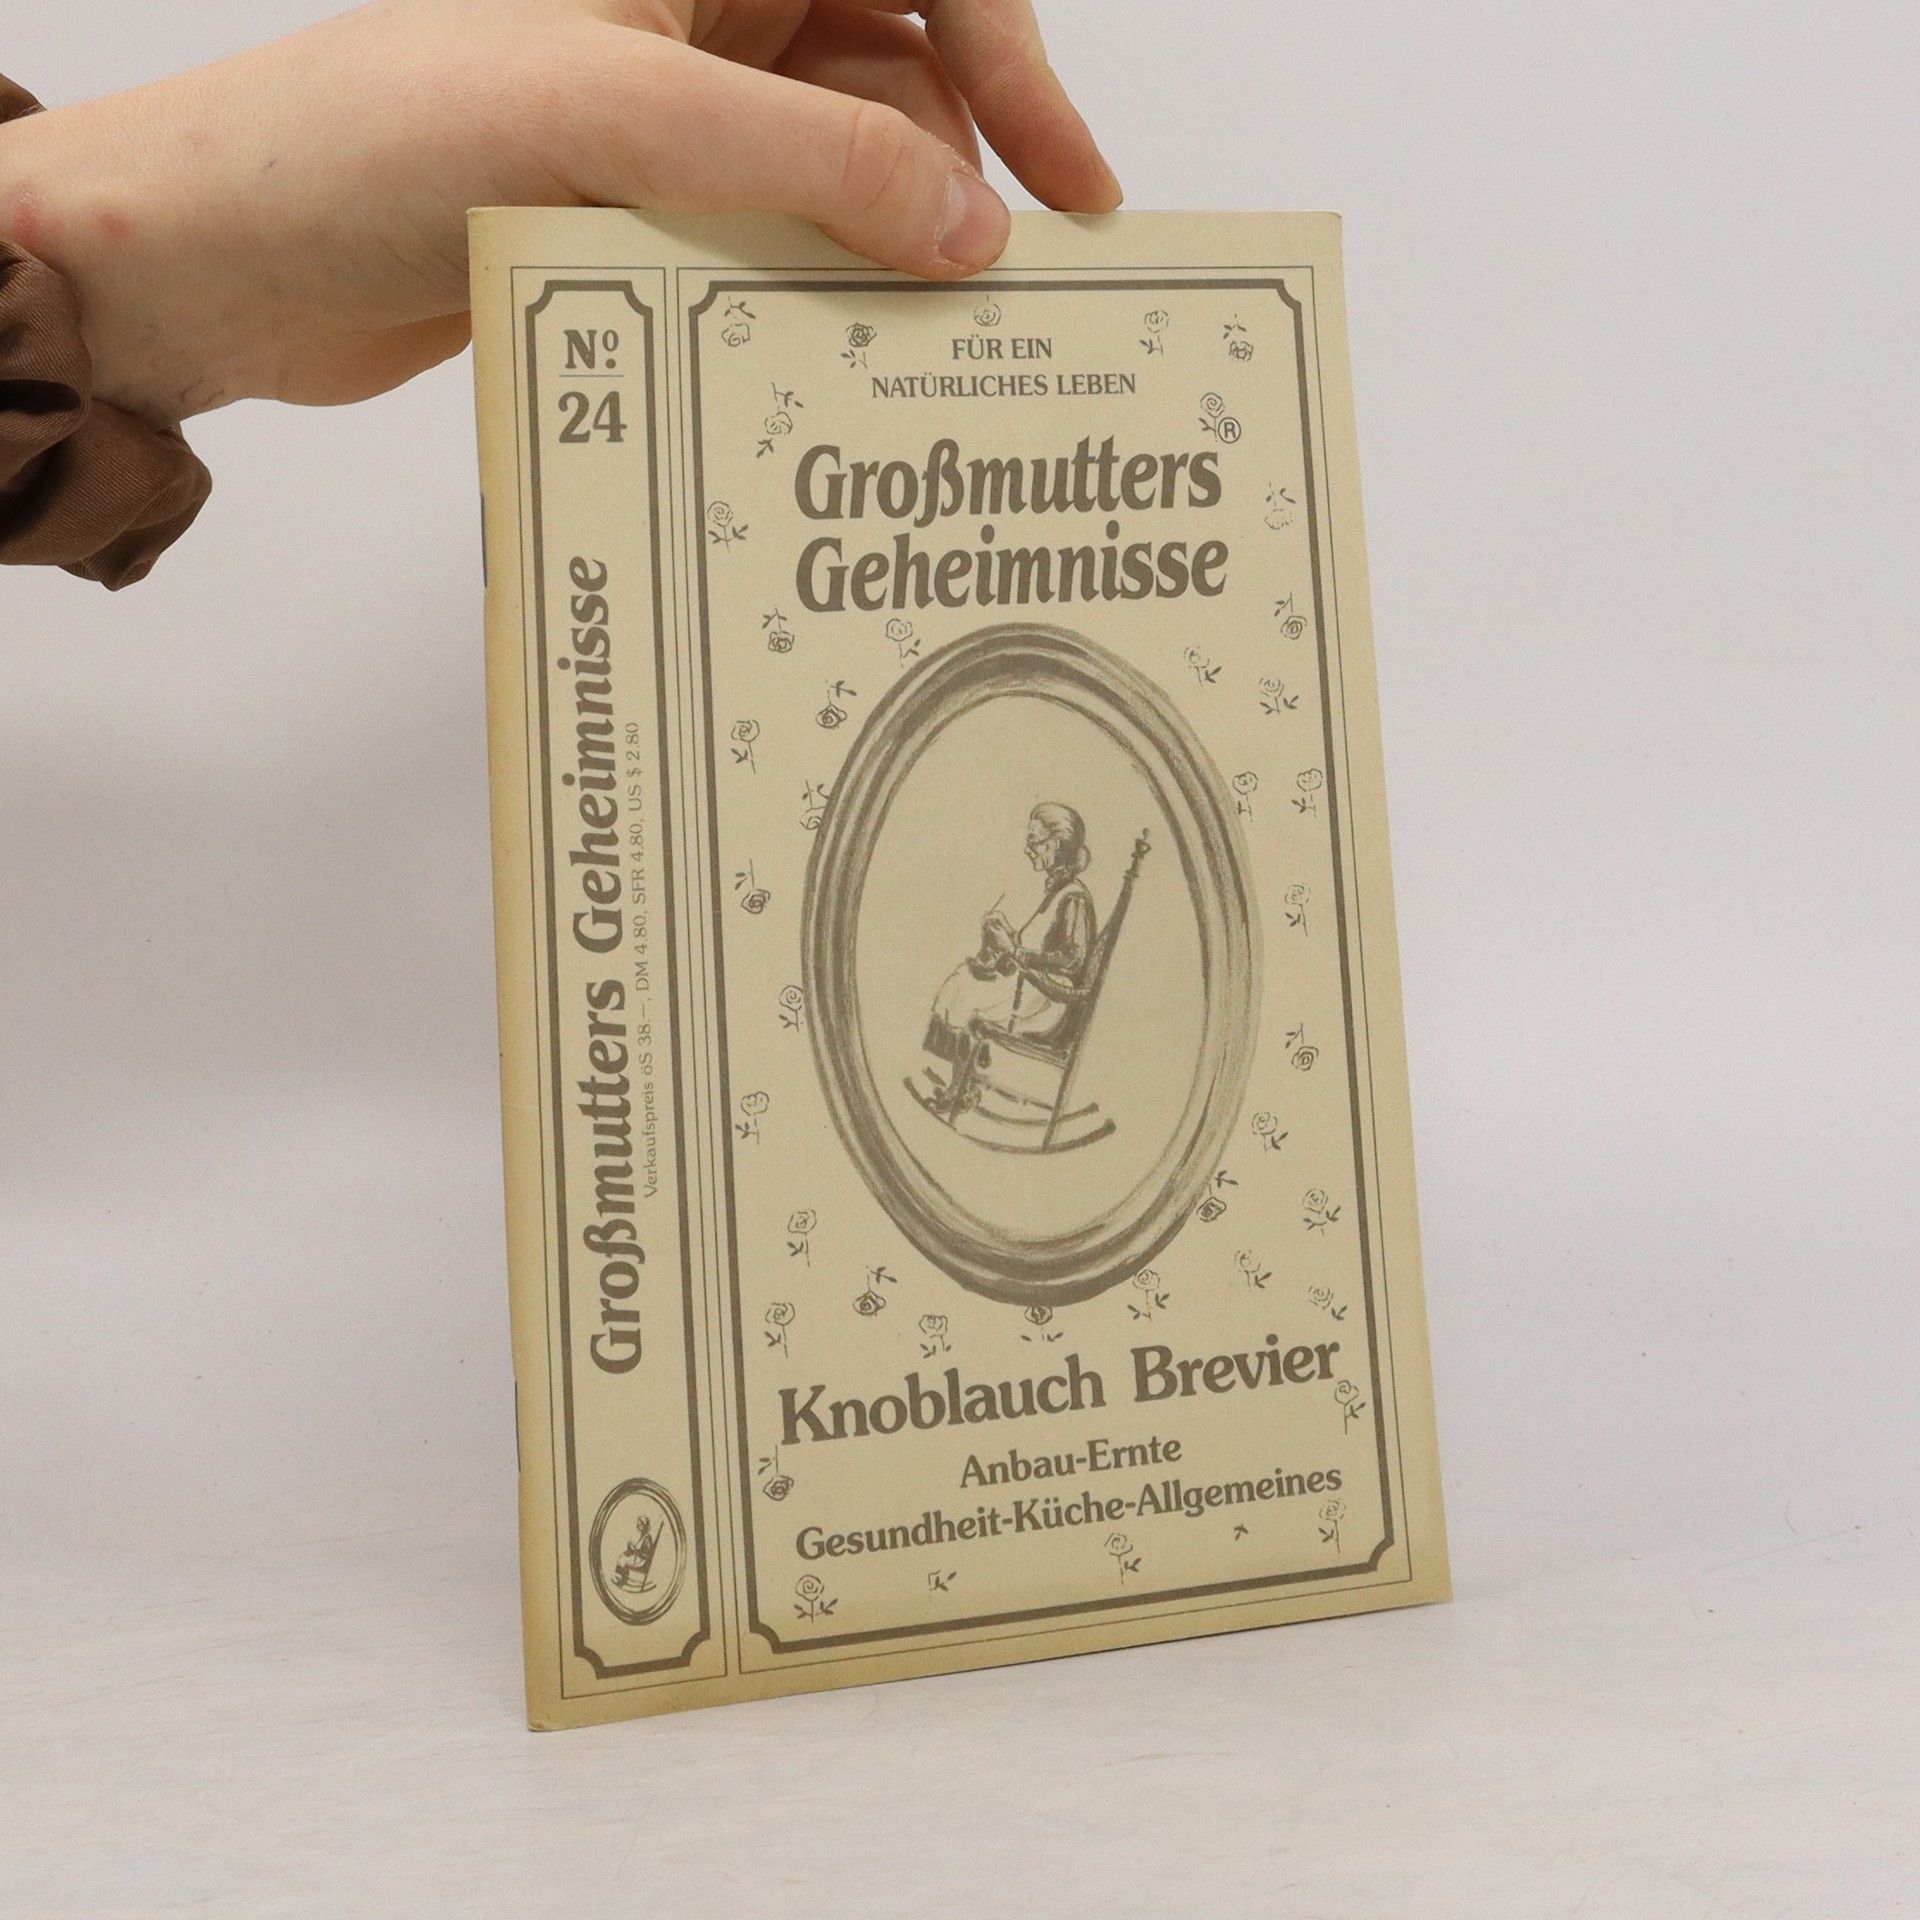 Nº
24
Großmutters Geheimnisse
Verkaufspreis öS 38.–, DM 4.80, SFR 4.80, US $ 2.80
FÜR EIN
NATÜRLICHES LEBEN
Großmutters®
Geheimnisse
Knoblauch Brevier
Anbau-Ernte
Gesundheit-Küche-Allgemeines